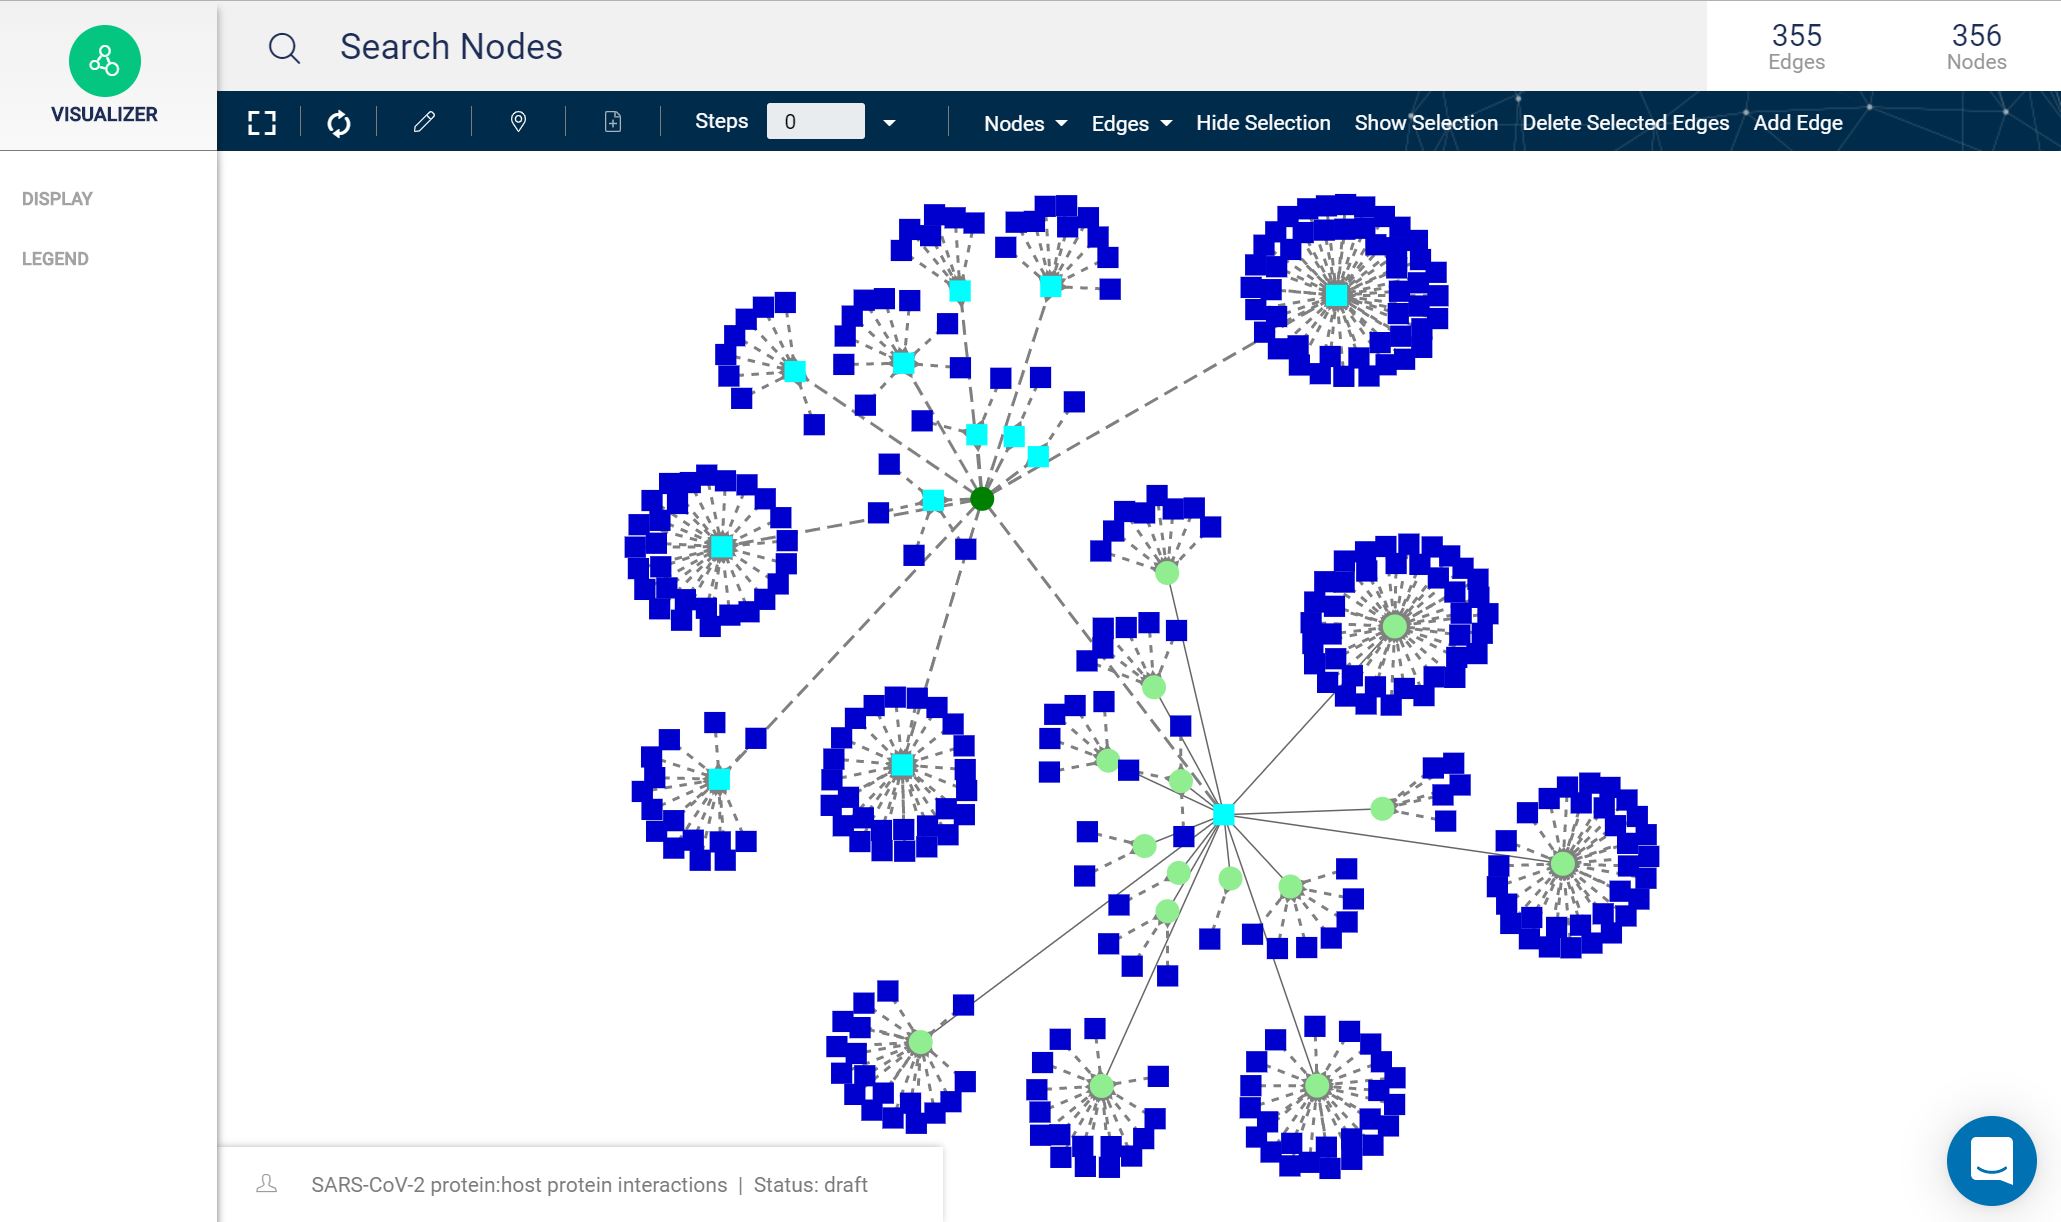 VISUALIZER
Search Nodes
355
Edges
356
Nodes
Steps
0
Nodes
Edges
Hide Selection
Show Selection
Delete Selected Edges
Add Edge
DISPLAY
LEGEND
SARS-CoV-2 protein:host protein interactions | Status: draft